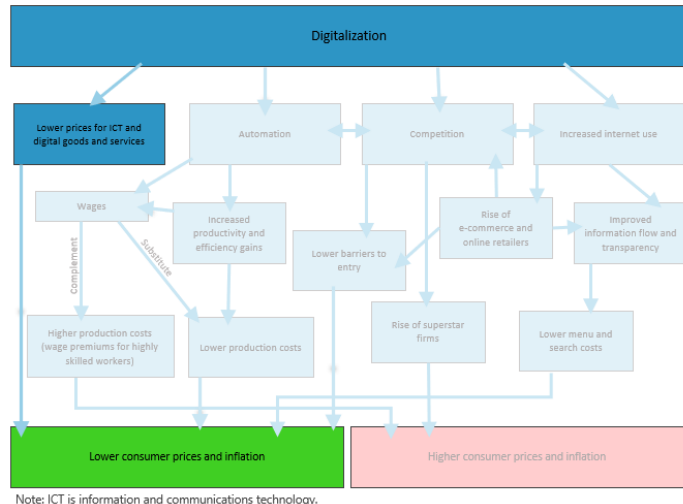 Digitalization
Lower prices for ICT and
digital goods and services
Automation
Competition
Increased internet use
Wages
Increased
productivity and
efficiency gains
Rise of
e-commerce and
online retailers
Improved
information flow and
transparency
Lower barriers to
entry
Complement
Substitute
Higher production costs
(wage premiums for highly
skilled workers)
Lower production costs
Rise of superstar
firms
Lower menu and
search costs
Lower consumer prices and inflation
Higher consumer prices and inflation
Note: ICT is information and communications technology.